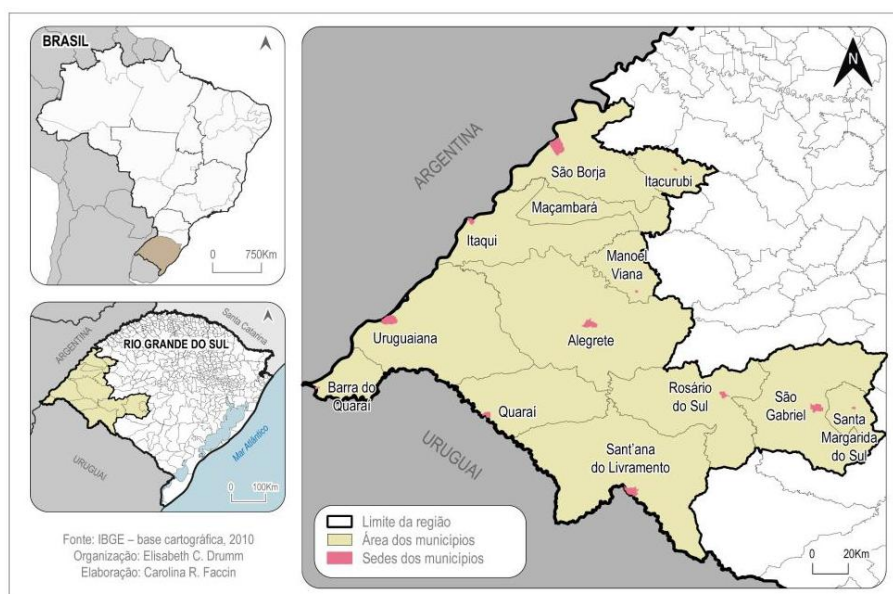 BRASIL
0 750Km
ARGENTINA
Santa Catarina
RIO GRANDE DO SUL
Mar Atlântico
URUGUAI
0 100Km
Fonte: IBGE – base cartográfica, 2010
Organização: Elisabeth C. Drumm
Elaboração: Carolina R. Faccin
N
ARGENTINA
São Borja
Itacurubi
Maçambará
Itaqui
Manoel
Viana
Uruguaiana
Alegrete
Barra do
Quaraí
Quaraí
Rosário
do Sul
São
Gabriel
Santa
Margarida
do Sul
Sant'ana
do Livramento
URUGUAI
Limite da região
Área dos municípios
Sedes dos municípios
0 20Km